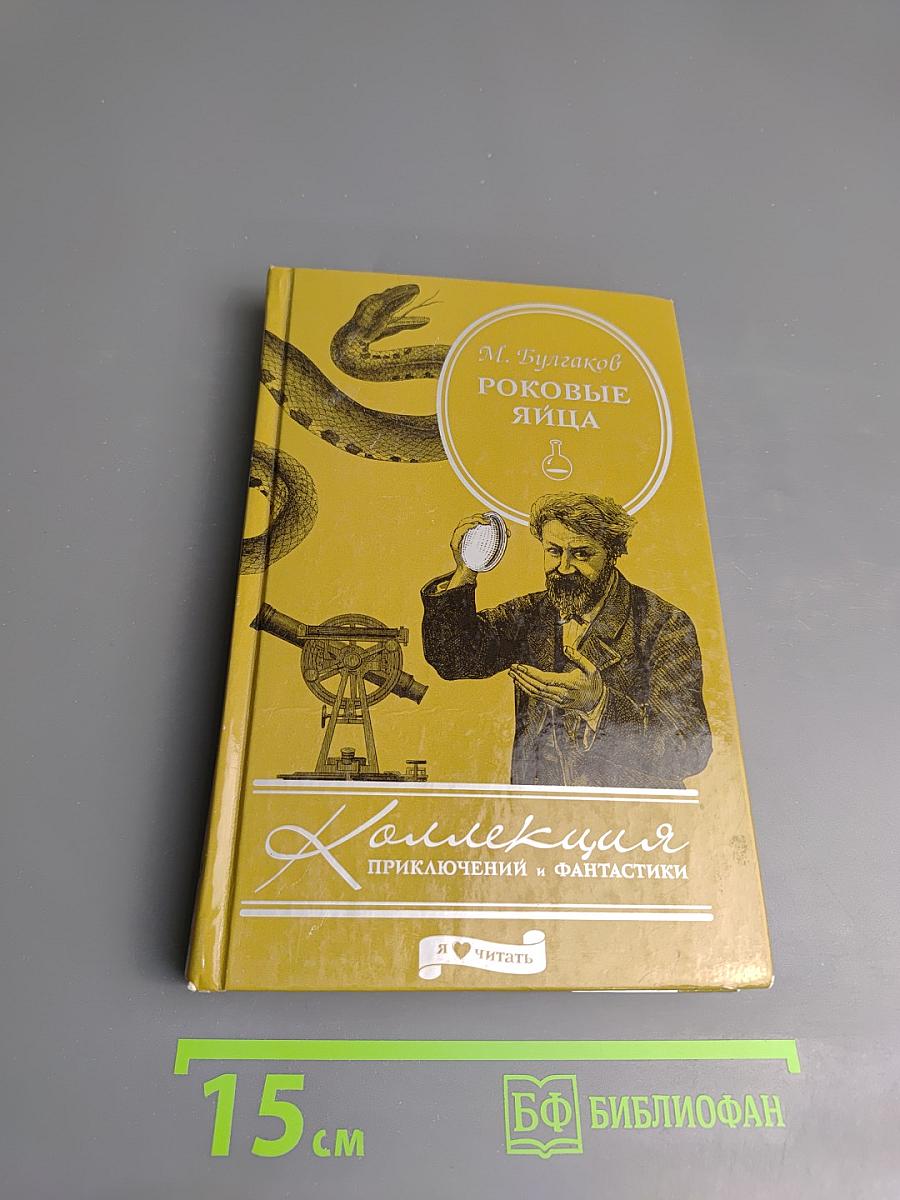 М. Булгаков
РОКОВЫЕ
ЯЙЦА
Коллекция
ПРИКЛЮЧЕНИЙ и ФАНТАСТИКИ
я ♥ читать
15 см
БФ БИБЛИОФАН